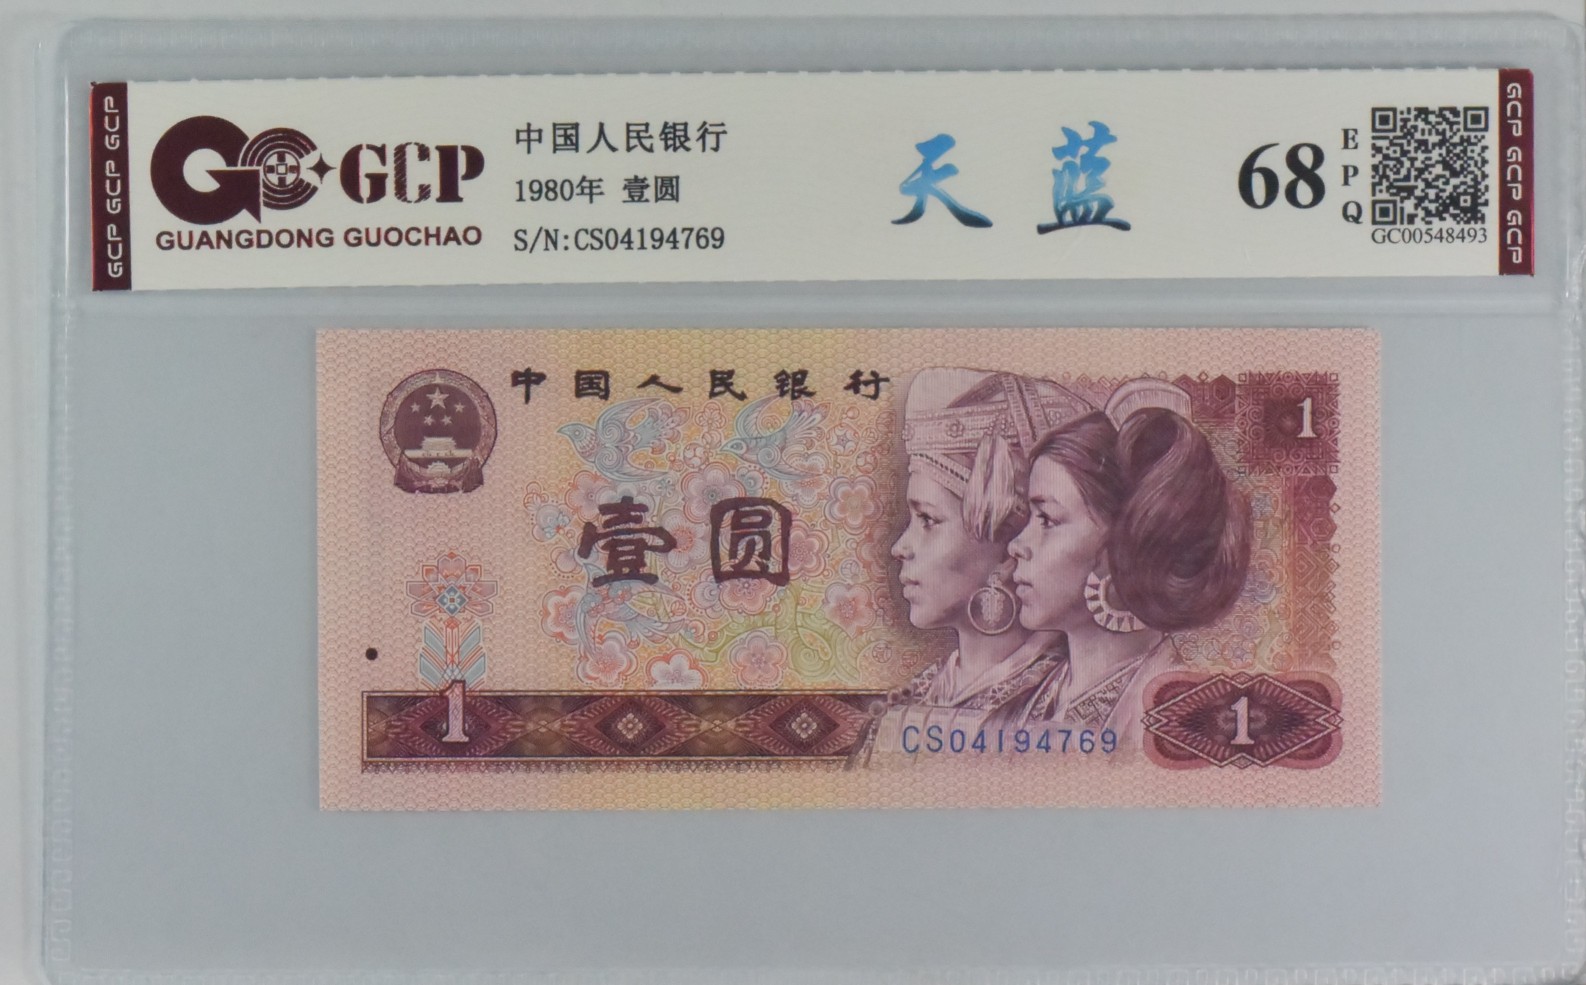 GCP GCP GCP
GCP
GUANGDONG GUOCHAO
中国人民银行
1980年 壹圆
S/N:CS04194769
天蓝
68
EPQ
GC00548493
GCP GCP GCP
中国人民银行
1
壹圆
1
CS04194769
1